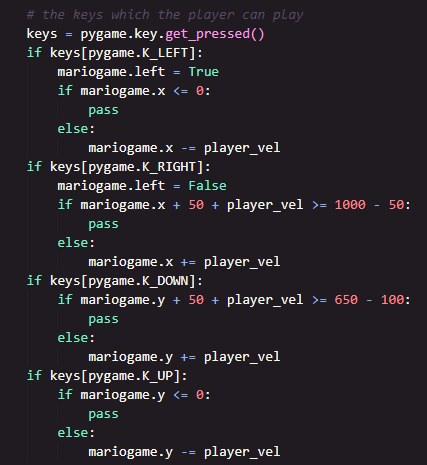 # the keys which the player can play
keys = pygame.key.get_pressed()
if keys[pygame.K_LEFT]:
    mariogame.left = True
    if mariogame.x <= 0:
        pass
    else:
        mariogame.x -= player_vel
if keys[pygame.K_RIGHT]:
    mariogame.left = False
    if mariogame.x + 50 + player_vel >= 1000 - 50:
        pass
    else:
        mariogame.x += player_vel
if keys[pygame.K_DOWN]:
    if mariogame.y + 50 + player_vel >= 650 - 100:
        pass
    else:
        mariogame.y += player_vel
if keys[pygame.K_UP]:
    if mariogame.y <= 0:
        pass
    else:
        mariogame.y -= player_vel